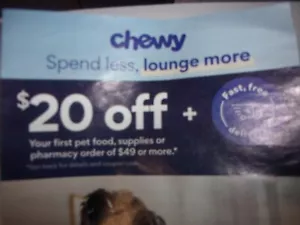 chewy
Spend less, lounge more
$20 off +
Fast, free
Your first pet food, supplies or
pharmacy order of $49 or more.*